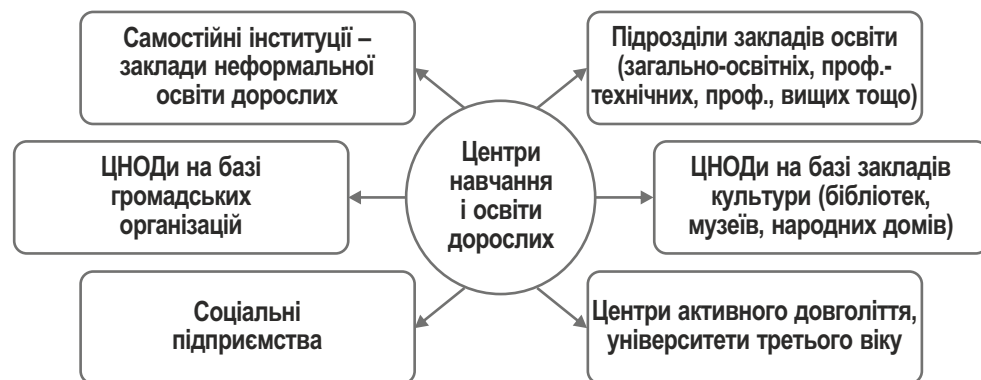 Самостійні інституції –
заклади неформальної
освіти дорослих
Підрозділи закладів освіти
(загально-освітніх, проф.-
технічних, проф., вищих тощо)
ЦНОДи на базі
громадських
організацій
Центри
навчання
і освіти
дорослих
ЦНОДи на базі закладів
культури (бібліотек,
музеїв, народних домів)
Соціальні
підприємства
Центри активного довголіття,
університети третього віку